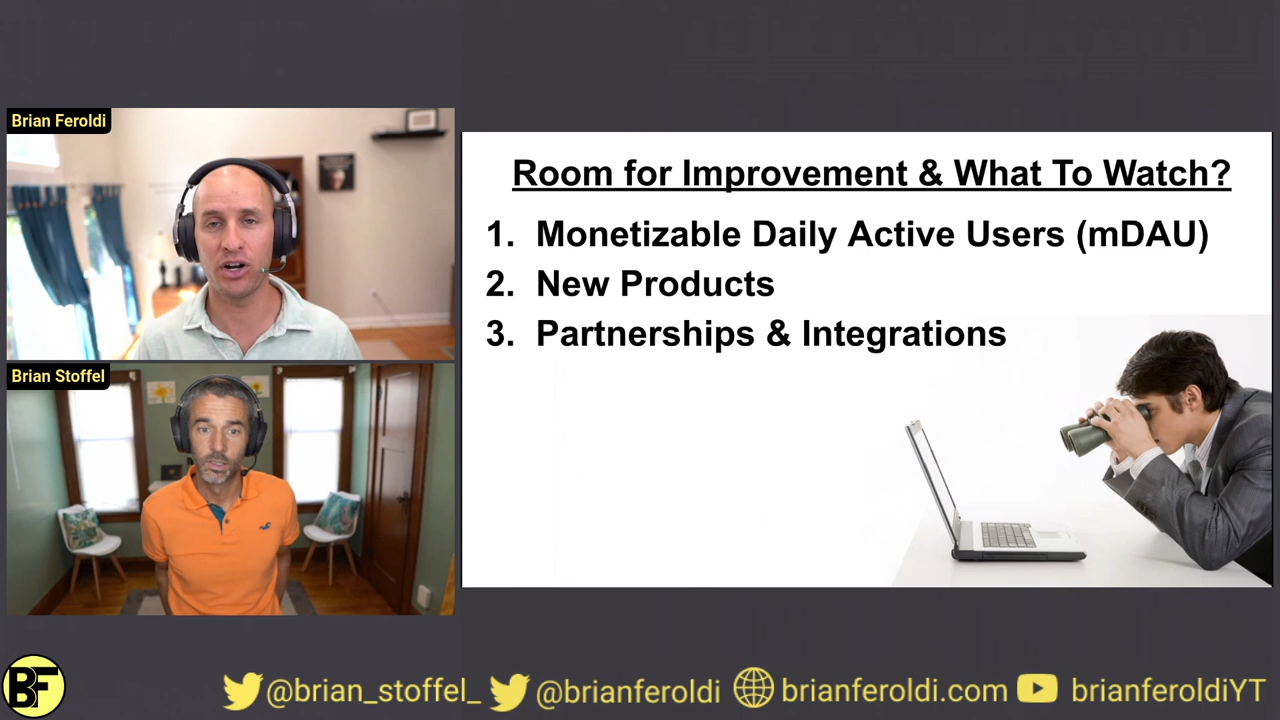 Brian Feroldi
Brian Stoffel
Room for Improvement & What To Watch?
1. Monetizable Daily Active Users (mDAU)
2. New Products
3. Partnerships & Integrations
BF
@brian_stoffel_
@brianferoldi
brianferoldi.com
brianferoldiYT